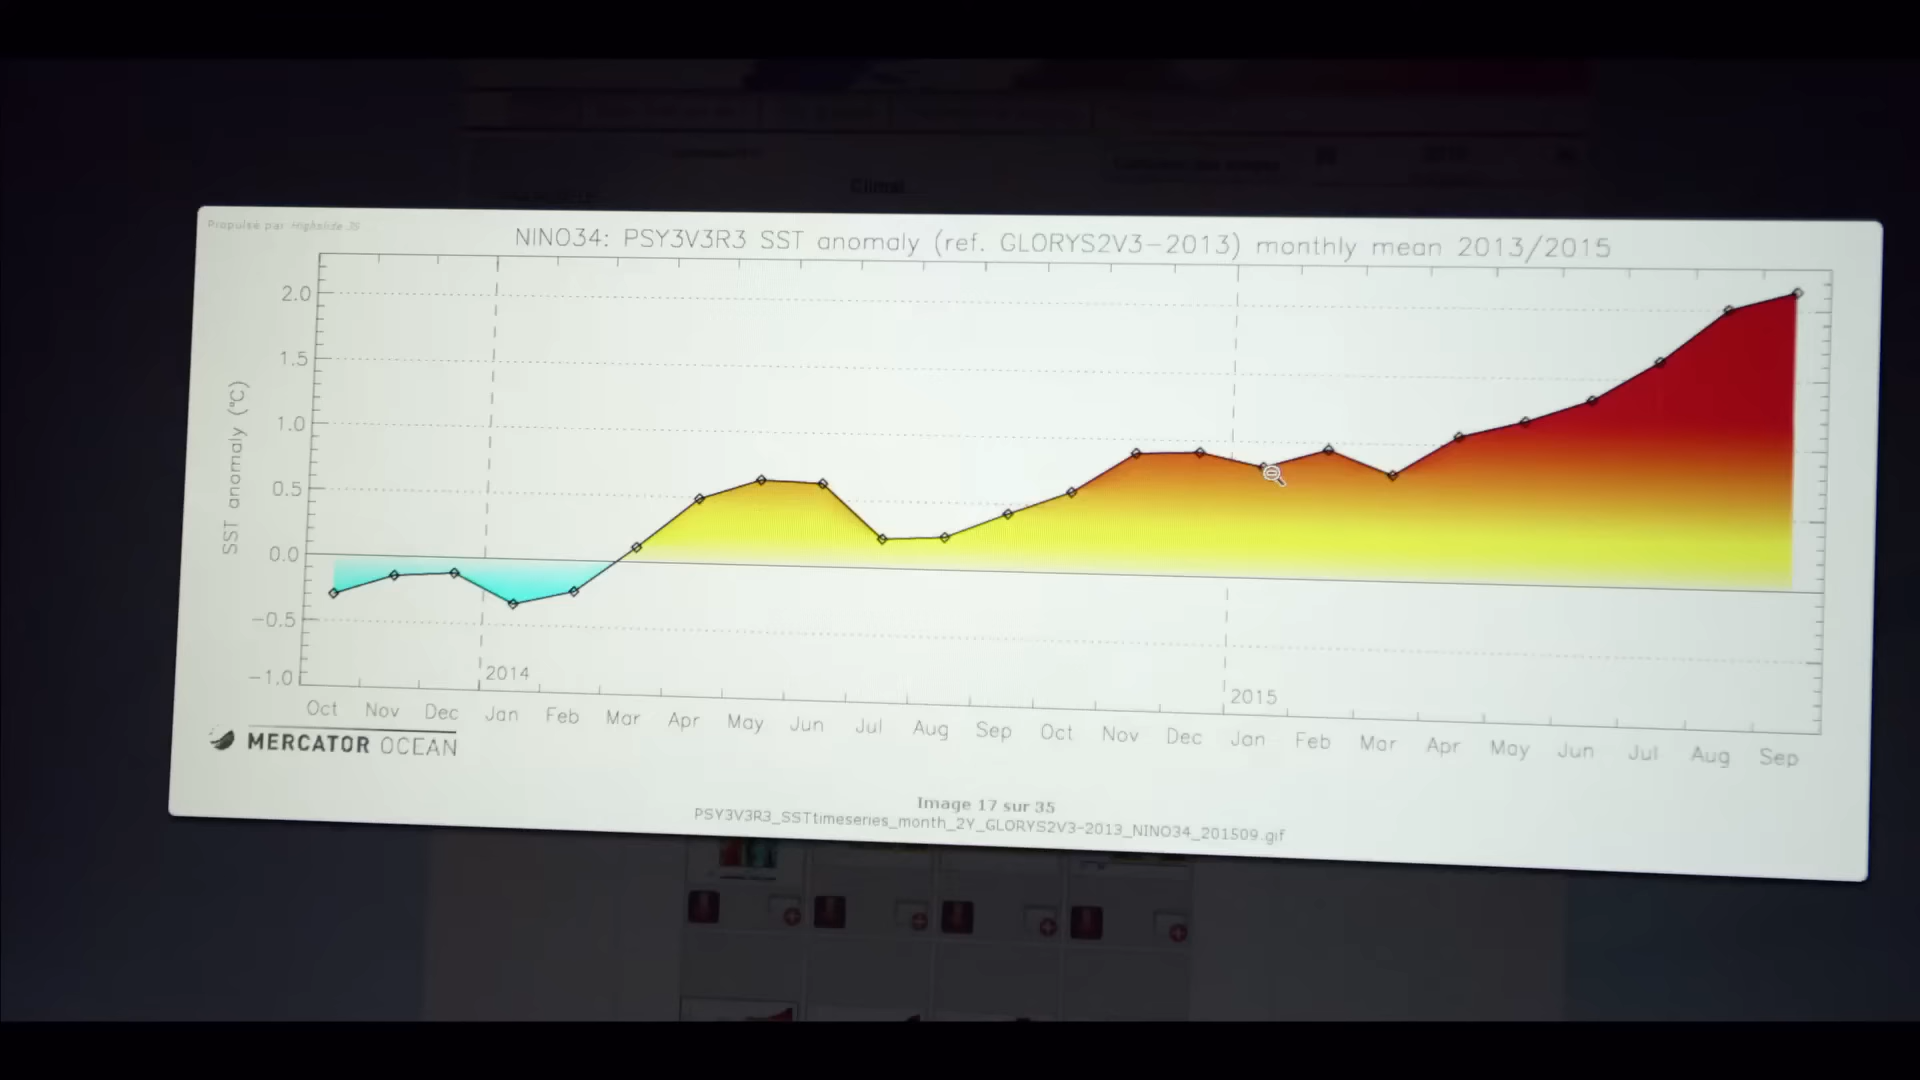 Climat
Propulsé par Highslide JS
NINO34: PSY3V3R3 SST anomaly (ref. GLORYS2V3-2013) monthly mean 2013/2015
SST anomaly (°C)
2.0
1.5
1.0
0.5
0.0
-0.5
-1.0
2014
2015
Oct Nov Dec Jan Feb Mar Apr May Jun Jul Aug Sep Oct Nov Dec Jan Feb Mar Apr May Jun Jul Aug Sep
MERCATOR OCEAN
Image 17 sur 35
PSY3V3R3_SSTtimeseries_month_2Y_GLORYS2V3-2013_NINO34_201509.gif